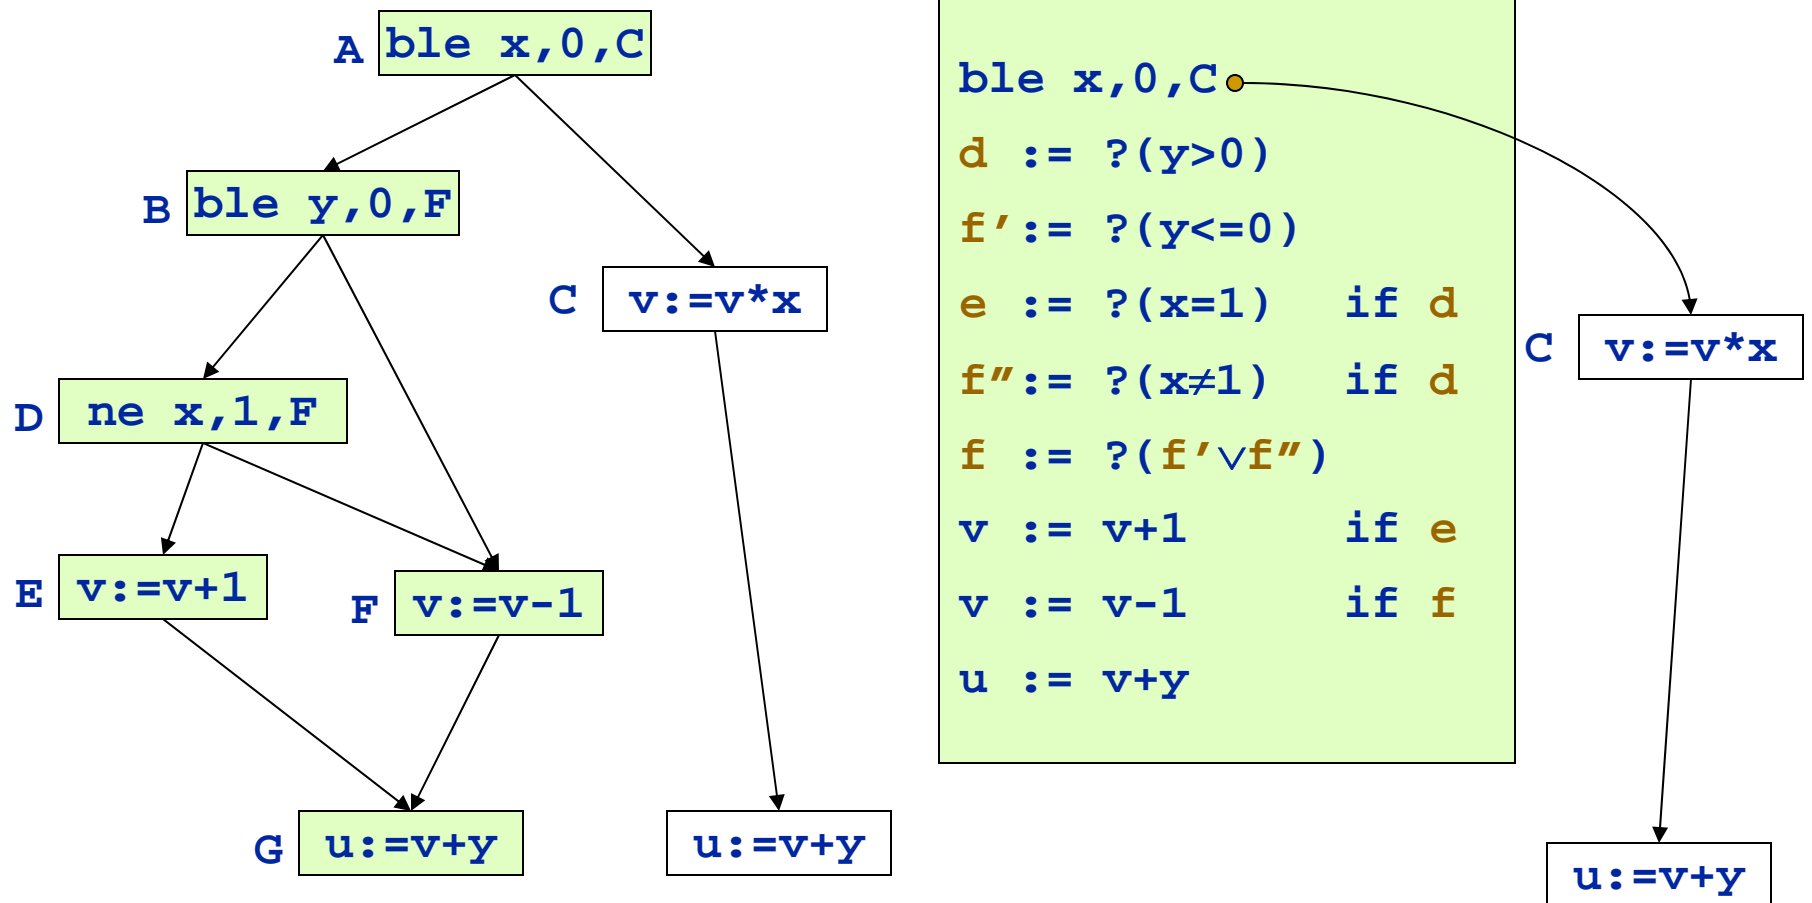 A ble x,0,C
B ble y,0,F
C v:=v*x
D ne x,1,F
E v:=v+1
F v:=v-1
G u:=v+y
u:=v+y
ble x,0,C
d := ?(y>0)
f′:= ?(y<=0)
e := ?(x=1) if d
f″:= ?(x≠1) if d
f := ?(f′∨f″)
v := v+1 if e
v := v-1 if f
u := v+y
C v:=v*x
u:=v+y